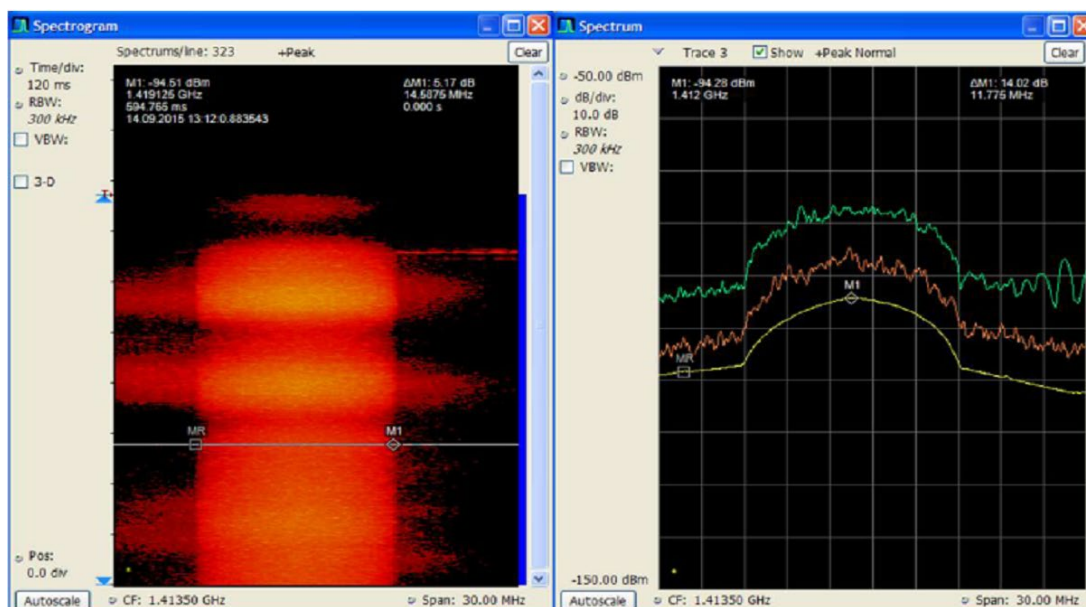 Spectrogram
Spectrums/line: 323 +Peak Clear
Time/div:
120 ms
RBW:
300 kHz
VBW:
3-D
M1: -94.51 dBm
1.419125 GHz
594.765 ms
14.09.2015 13:12:0.883543
ΔM1: 5.17 dB
14.5875 MHz
0.000 s
T
MR M1
Pos:
0.0 div
Autoscale CF: 1.41350 GHz Span: 30.00 MHz
Spectrum
Trace 3 Show +Peak Normal Clear
-50.00 dBm
dB/div:
10.0 dB
RBW:
300 kHz
VBW:
M1: -94.28 dBm
1.412 GHz
ΔM1: 14.02 dB
11.775 MHz
M1
MR
-150.00 dBm
Autoscale CF: 1.41350 GHz Span: 30.00 MHz